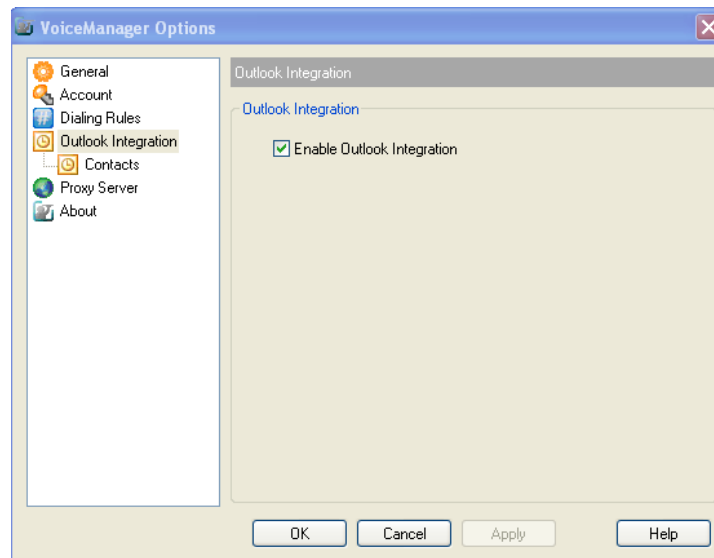 VoiceManager Options
General
Account
Dialing Rules
Outlook Integration
Contacts
Proxy Server
About
Outlook Integration
Outlook Integration
Enable Outlook Integration
OK
Cancel
Apply
Help